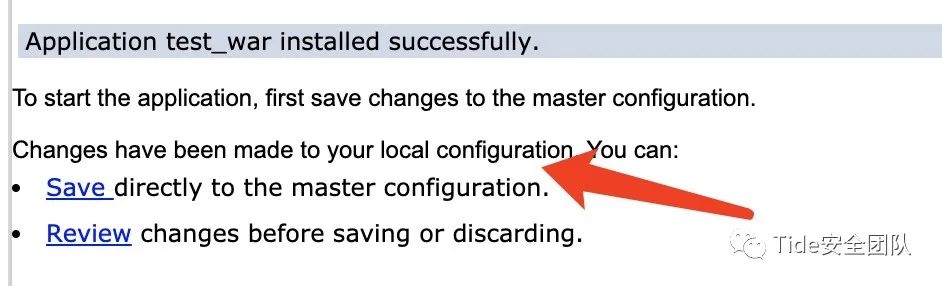 Application test_war installed successfully.
To start the application, first save changes to the master configuration.
Changes have been made to your local configuration. You can:
• Save directly to the master configuration.
• Review changes before saving or discarding.
Tide安全团队